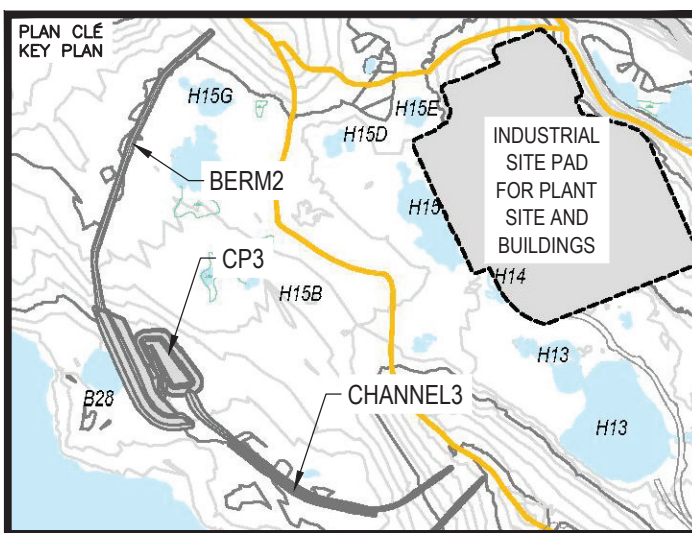 PLAN CLÉ
KEY PLAN
H15G
H15E
H15D
INDUSTRIAL
SITE PAD
FOR PLANT
SITE AND
BUILDINGS
BERM2
H15
CP3
H14
H15B
H13
CHANNEL3
B28
H13